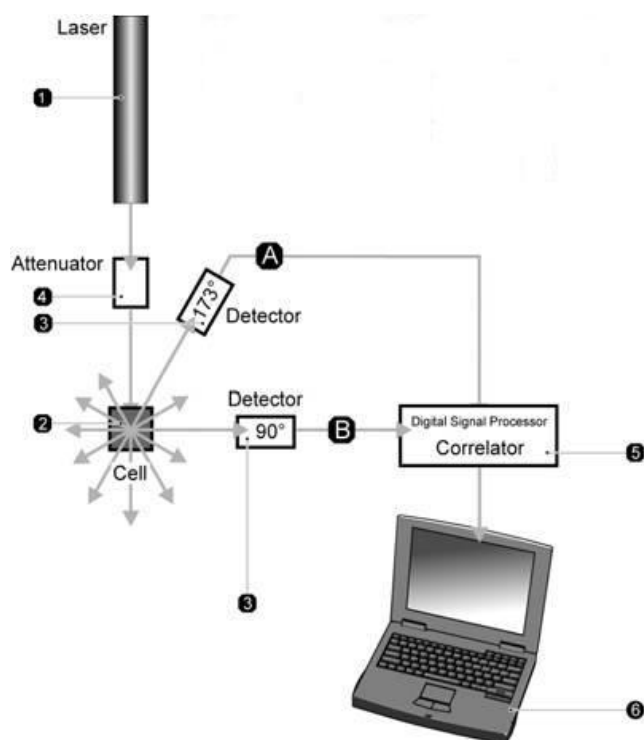 Laser
1
Attenuator
4
3
.173°
Detector
A
2
Cell
Detector
90°
3
B
Digital Signal Processor
Correlator
5
6